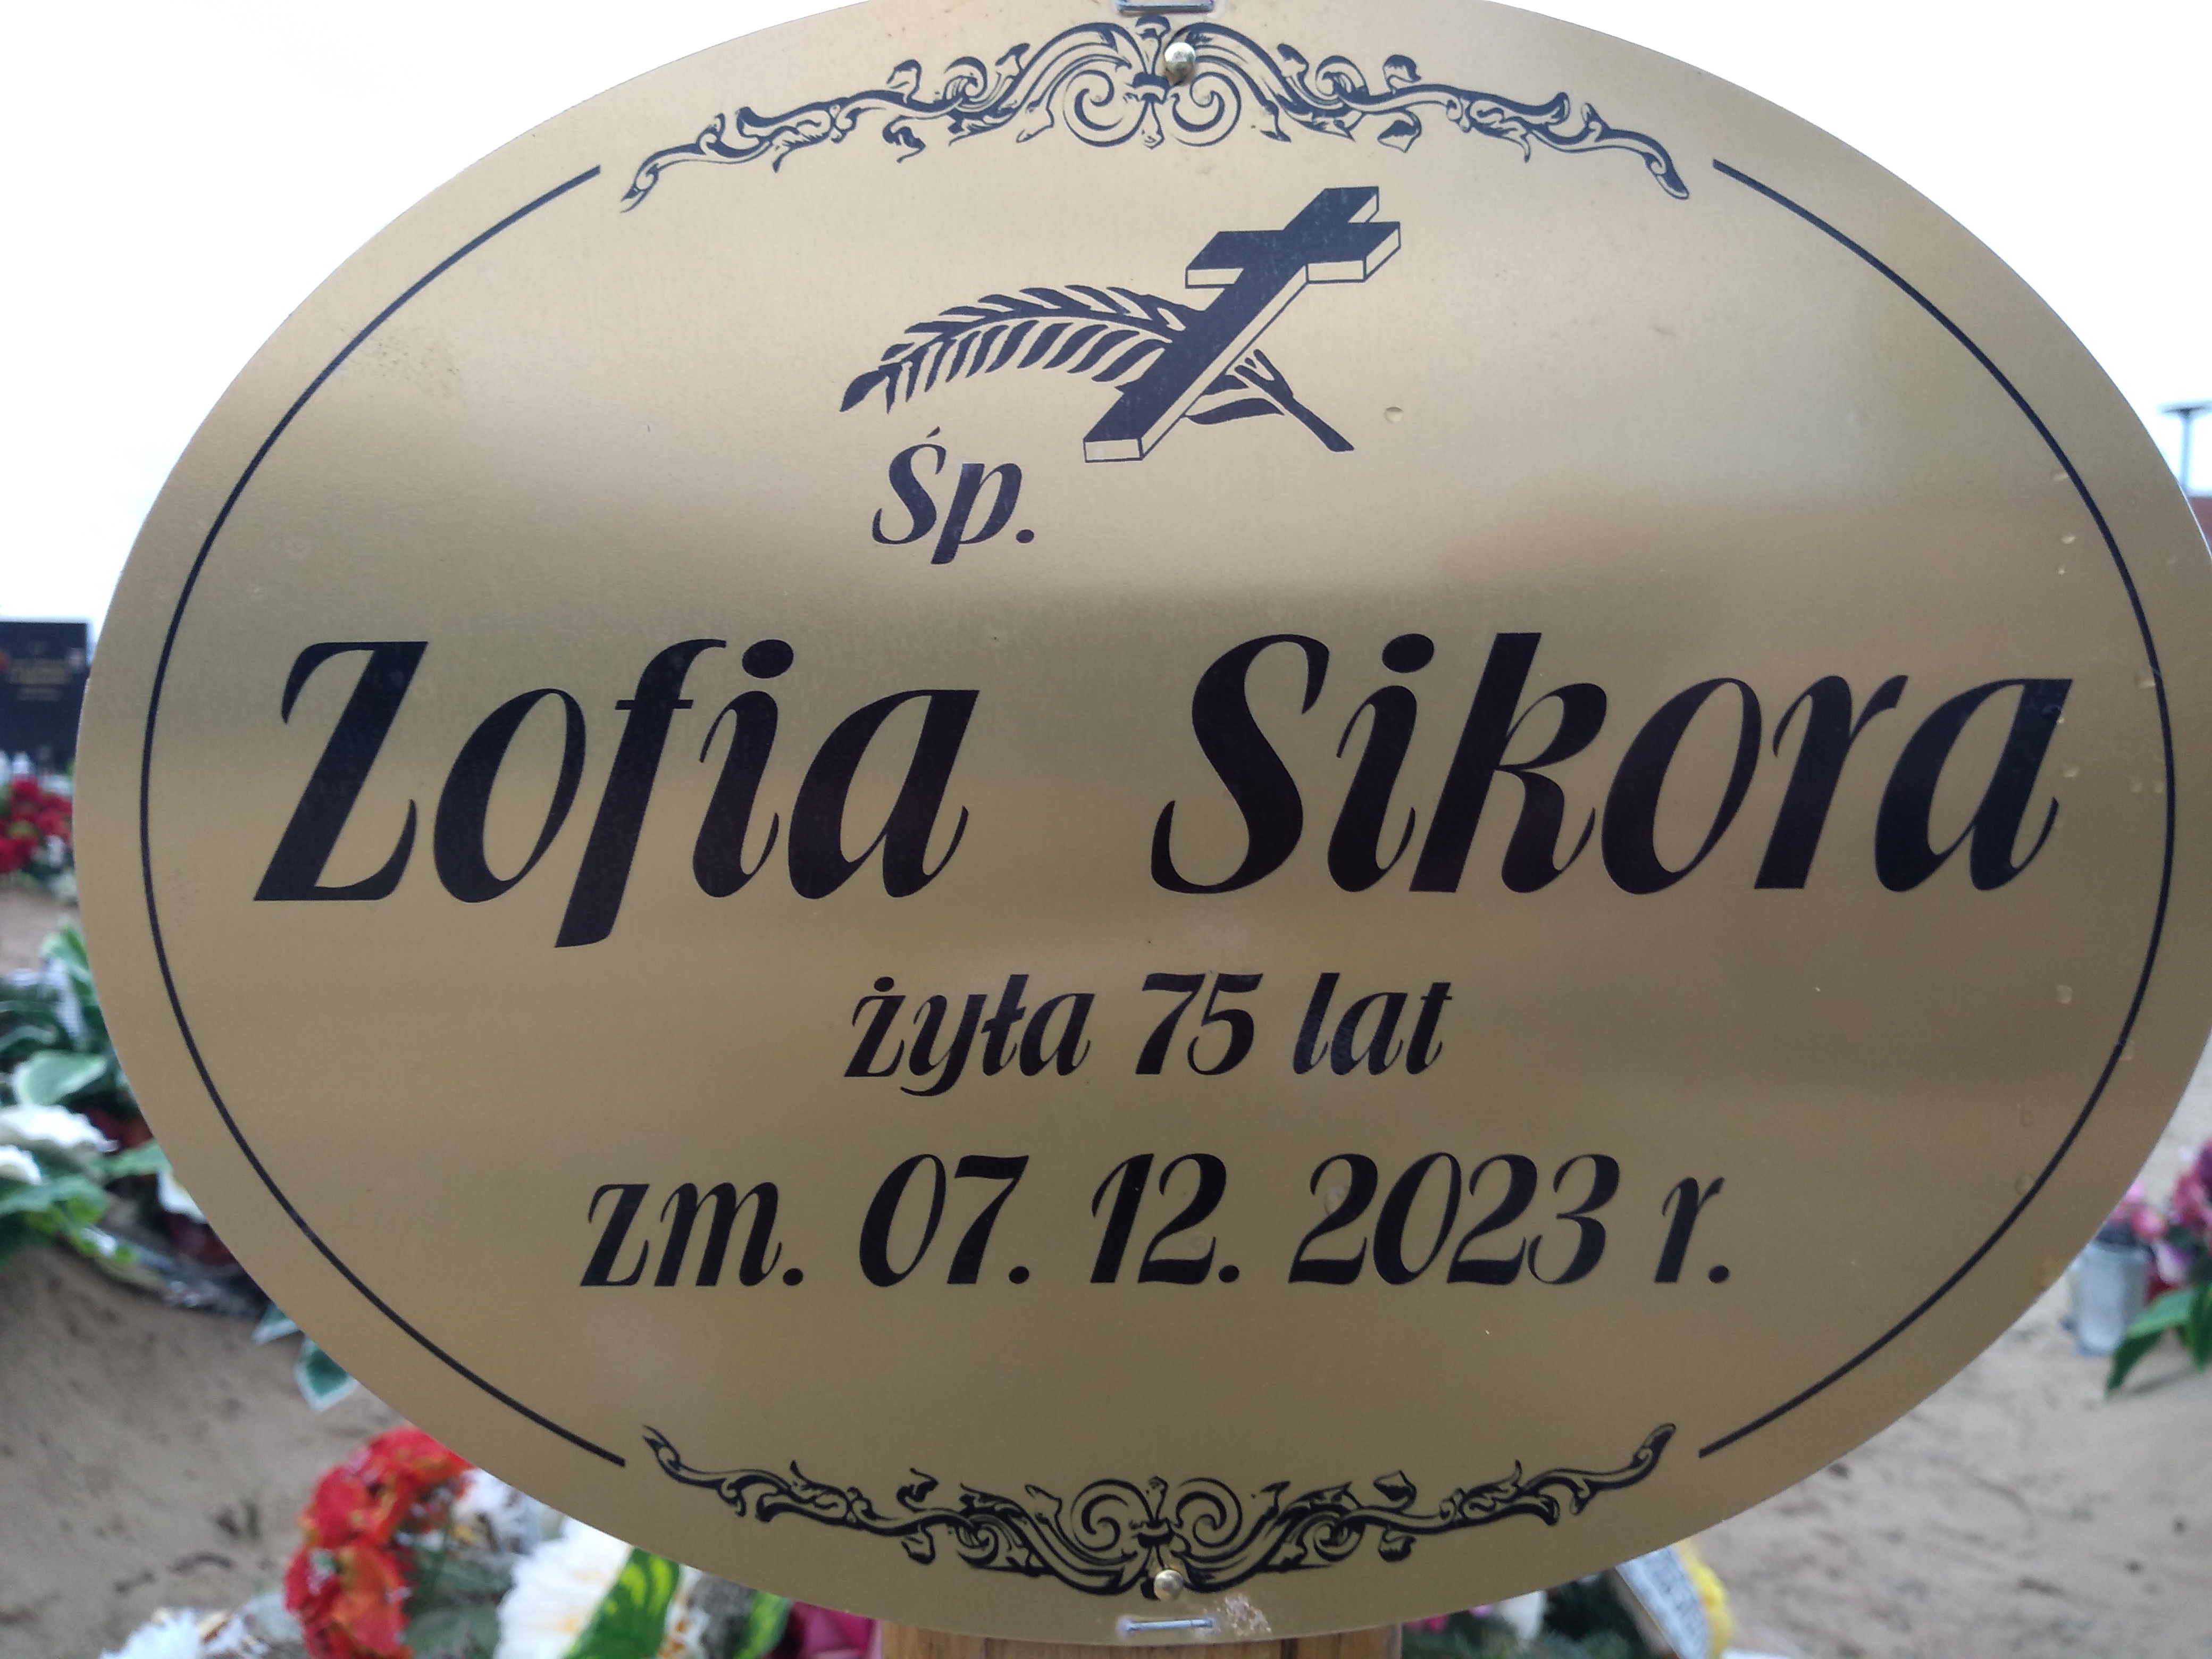 Śp.
Zofia Sikora
żyła 75 lat
zm. 07. 12. 2023 r.